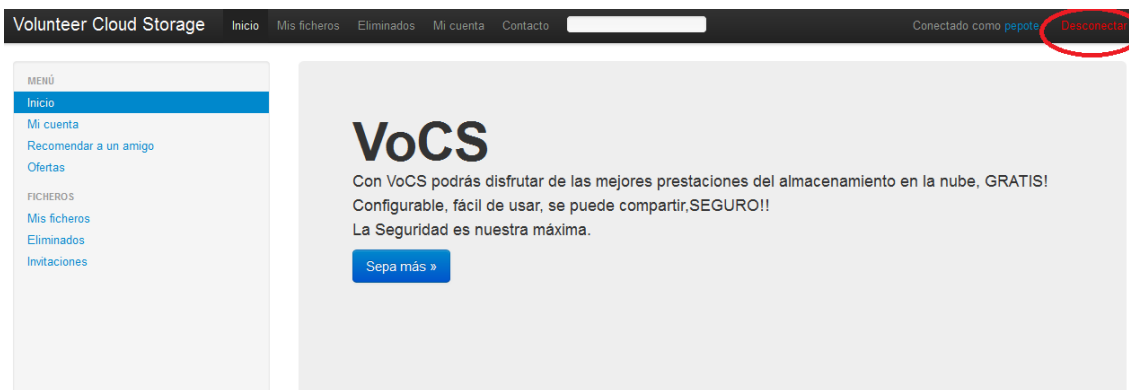 Volunteer Cloud Storage Inicio Mis ficheros Eliminados Mi cuenta Contacto Conectado como pepote Desconectar
MENÚ
Inicio
Mi cuenta
Recomendar a un amigo
Ofertas
FICHEROS
Mis ficheros
Eliminados
Invitaciones
VoCS
Con VoCS podrás disfrutar de las mejores prestaciones del almacenamiento en la nube, GRATIS!
Configurable, fácil de usar, se puede compartir,SEGURO!!
La Seguridad es nuestra máxima.
Sepa más »